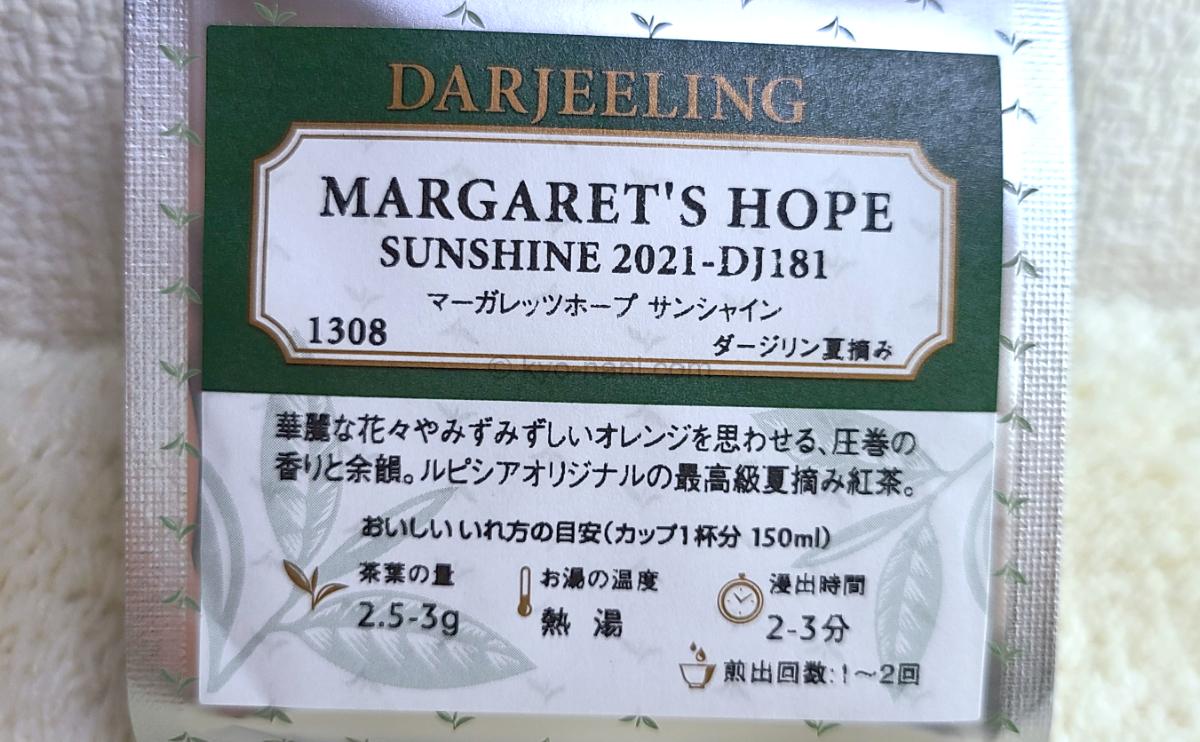 DARJEELING
MARGARET'S HOPE
SUNSHINE 2021-DJ181
マーガレッツホープ サンシャイン
1308
ダージリン夏摘み
© kyo-nani.com
華麗な花々やみずみずしいオレンジを思わせる、圧巻の
香りと余韻。ルピシアオリジナルの最高級夏摘み紅茶。
おいしいいれ方の目安(カップ1杯分 150ml)
茶葉の量
2.5-3g
お湯の温度
熱 湯
浸出時間
2-3分
煎出回数:1〜2回